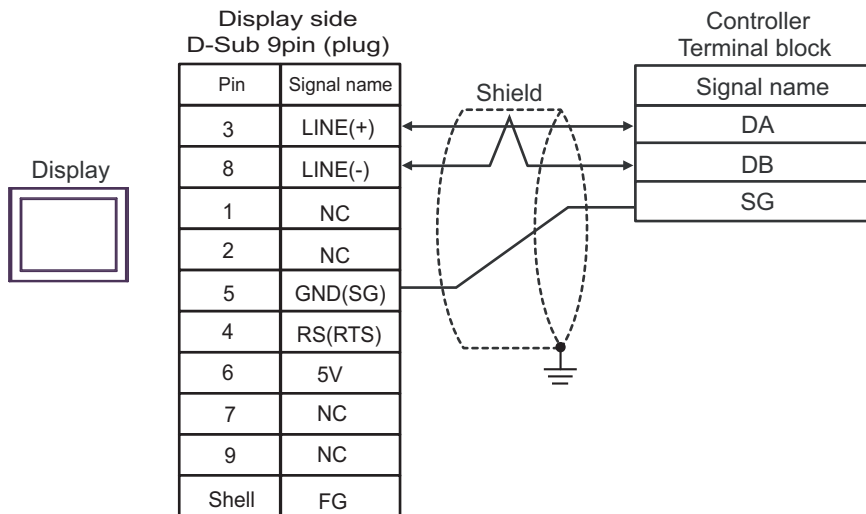 Display side
D-Sub 9pin (plug)
Controller
Terminal block
Pin Signal name
Shield
Signal name
3 LINE(+)
DA
8 LINE(-)
DB
Display
1 NC
SG
2 NC
5 GND(SG)
4 RS(RTS)
6 5V
7 NC
9 NC
Shell FG